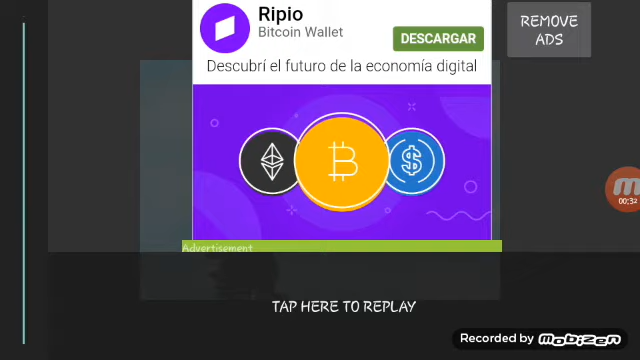 Ripio
Bitcoin Wallet
DESCARGAR
Descubrí el futuro de la economía digital
REMOVE
ADS
00:32
Advertisement
TAP HERE TO REPLAY
Recorded by MOBIZEN